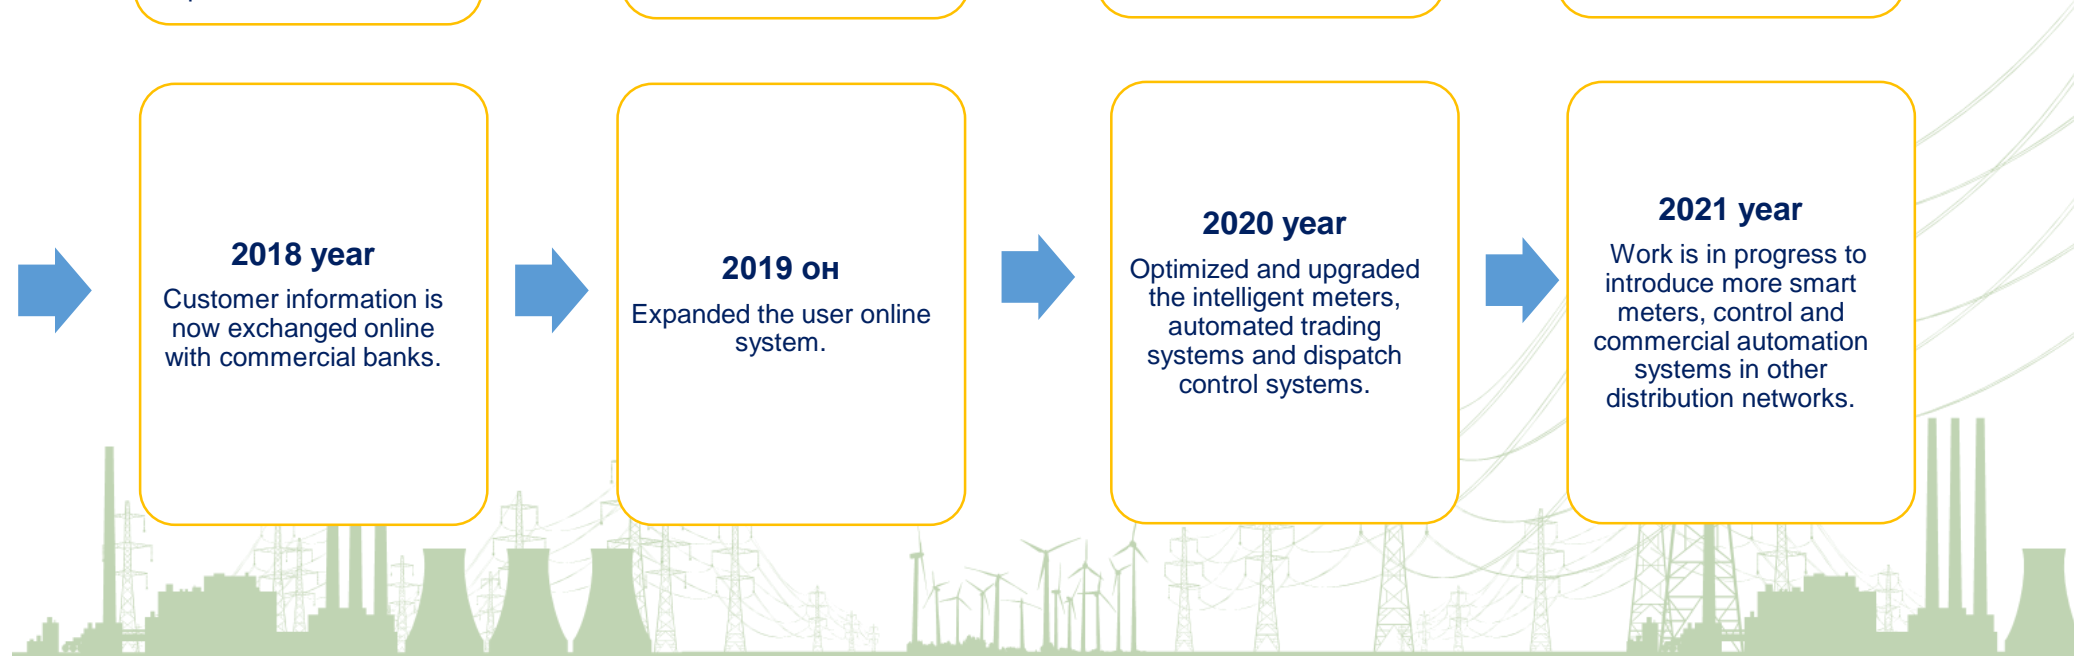 2018 year
Customer information is
now exchanged online
with commercial banks.
2019 он
Expanded the user online
system.
2020 year
Optimized and upgraded
the intelligent meters,
automated trading
systems and dispatch
control systems.
2021 year
Work is in progress to
introduce more smart
meters, control and
commercial automation
systems in other
distribution networks.